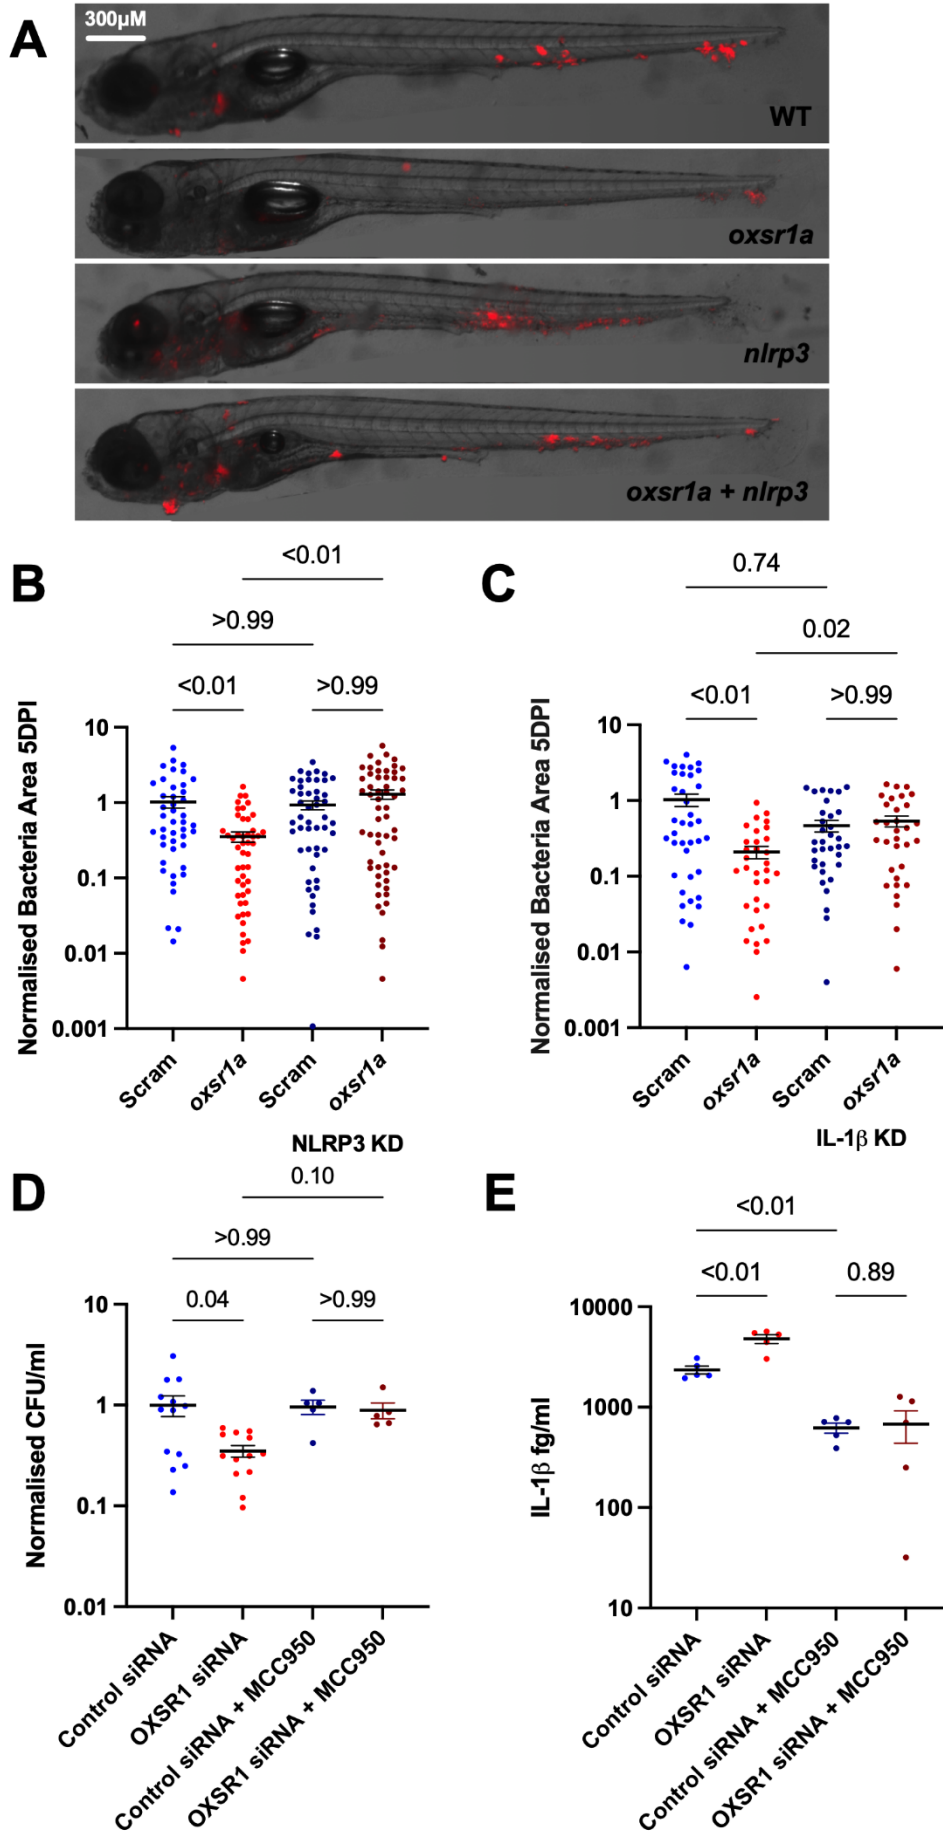 A
300µM
WT
oxsr1a
nlrp3
oxsr1a + nlrp3
B
<0.01
>0.99
<0.01
>0.99
Normalised Bacteria Area 5DPI
10
1
0.1
0.01
0.001
Scram
oxsr1a
Scram
oxsr1a
NLRP3 KD
C
0.74
0.02
<0.01
>0.99
Normalised Bacteria Area 5DPI
10
1
0.1
0.01
0.001
Scram
oxsr1a
Scram
oxsr1a
IL-1β KD
D
0.10
>0.99
0.04
>0.99
Normalised CFU/ml
10
1
0.1
0.01
Control siRNA
OXSR1 siRNA
Control siRNA + MCC950
OXSR1 siRNA + MCC950
E
<0.01
<0.01
0.89
IL-1β fg/ml
10000
1000
100
10
Control siRNA
OXSR1 siRNA
Control siRNA + MCC950
OXSR1 siRNA + MCC950